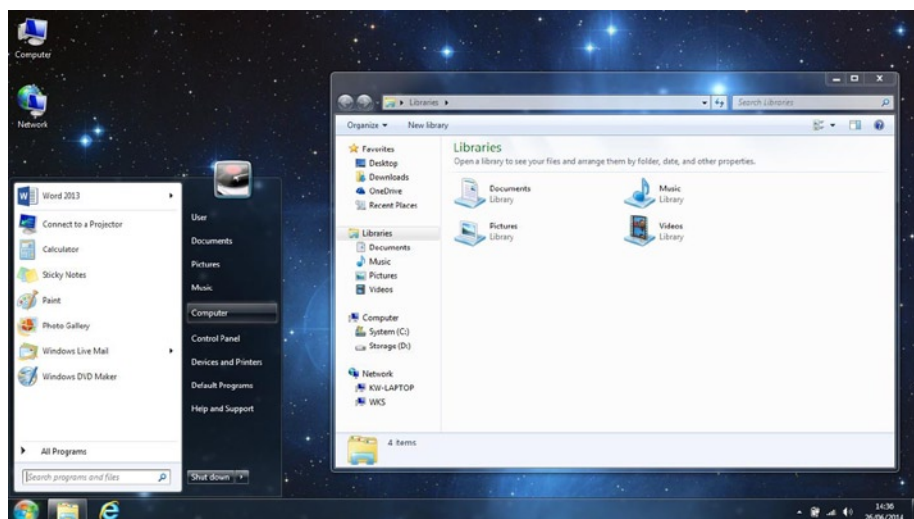 Computer
Network
Word 2013
Connect to a Projector
Calculator
Sticky Notes
Paint
Photo Gallery
Windows Live Mail
Windows DVD Maker
All Programs
Search programs and files
User
Documents
Pictures
Music
Computer
Control Panel
Devices and Printers
Default Programs
Help and Support
Shut down
Libraries
Search Libraries
Organize
New library
Favorites
Desktop
Downloads
OneDrive
Recent Places
Libraries
Documents
Music
Pictures
Videos
Computer
System (C:)
Storage (D:)
Network
KW-LAPTOP
WKS
Libraries
Open a library to see your files and arrange them by folder, date, and other properties.
Documents
Library
Music
Library
Pictures
Library
Videos
Library
4 items
14:36
26/06/2014